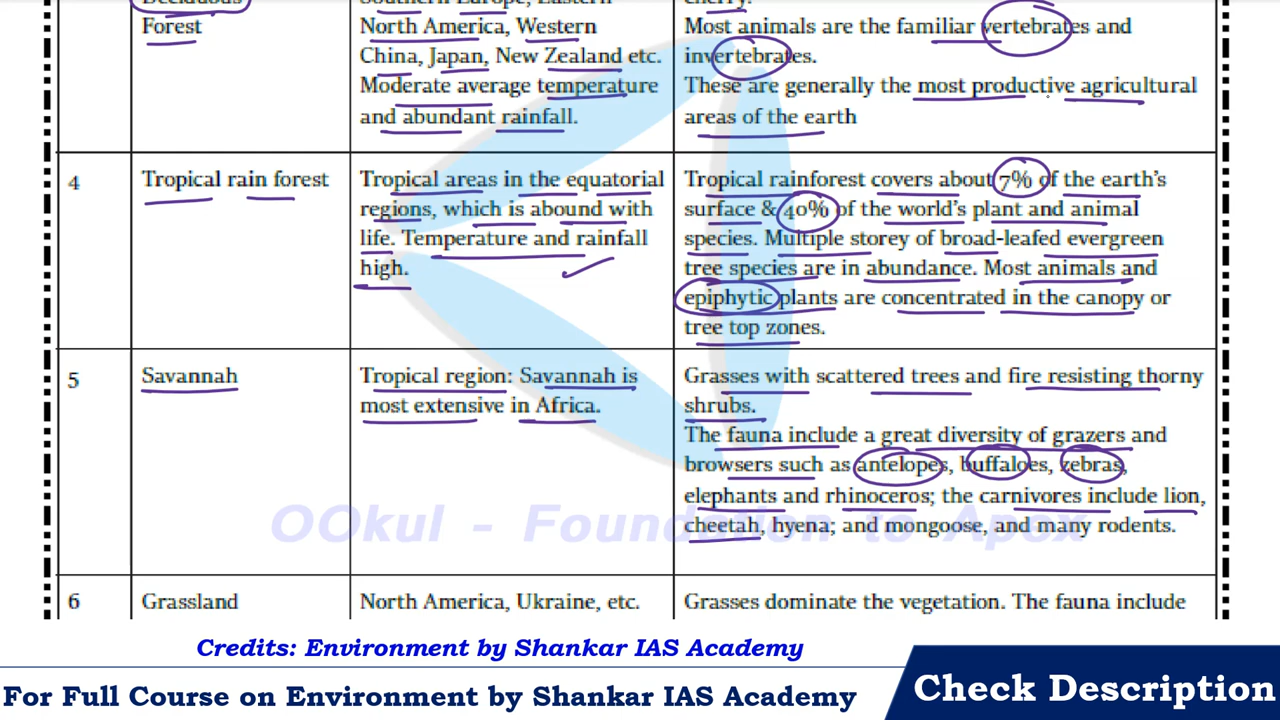 Deciduous
Forest
Southern Europe, Eastern
North America, Western
China, Japan, New Zealand etc.
Moderate average temperature
and abundant rainfall.
cherry.
Most animals are the familiar vertebrates and
invertebrates.
These are generally the most productive agricultural
areas of the earth
4
Tropical rain forest
Tropical areas in the equatorial
regions, which is abound with
life. Temperature and rainfall
high.
Tropical rainforest covers about 7% of the earth's
surface & 40% of the world's plant and animal
species. Multiple storey of broad-leafed evergreen
tree species are in abundance. Most animals and
epiphytic plants are concentrated in the canopy or
tree top zones.
5
Savannah
Tropical region: Savannah is
most extensive in Africa.
Grasses with scattered trees and fire resisting thorny
shrubs.
The fauna include a great diversity of grazers and
browsers such as antelopes, buffaloes, zebras,
elephants and rhinoceros; the carnivores include lion,
cheetah, hyena; and mongoose, and many rodents.
OOkul - Foundation to Apex
6
Grassland
North America, Ukraine, etc.
Grasses dominate the vegetation. The fauna include
Credits: Environment by Shankar IAS Academy
For Full Course on Environment by Shankar IAS Academy
Check Description